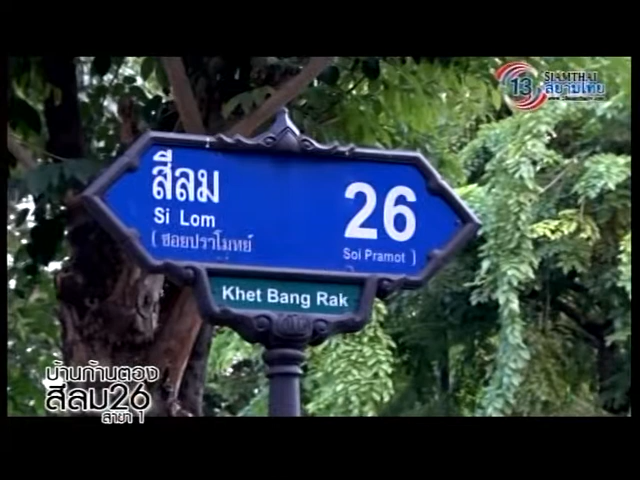 13
SIAMTHAI
สยามไทย
สีลม
26
Si Lom
(ซอยปราโมทย์
Soi Pramot )
Khet Bang Rak
บ้านก้านตอง
สีลม26
สาขา 1